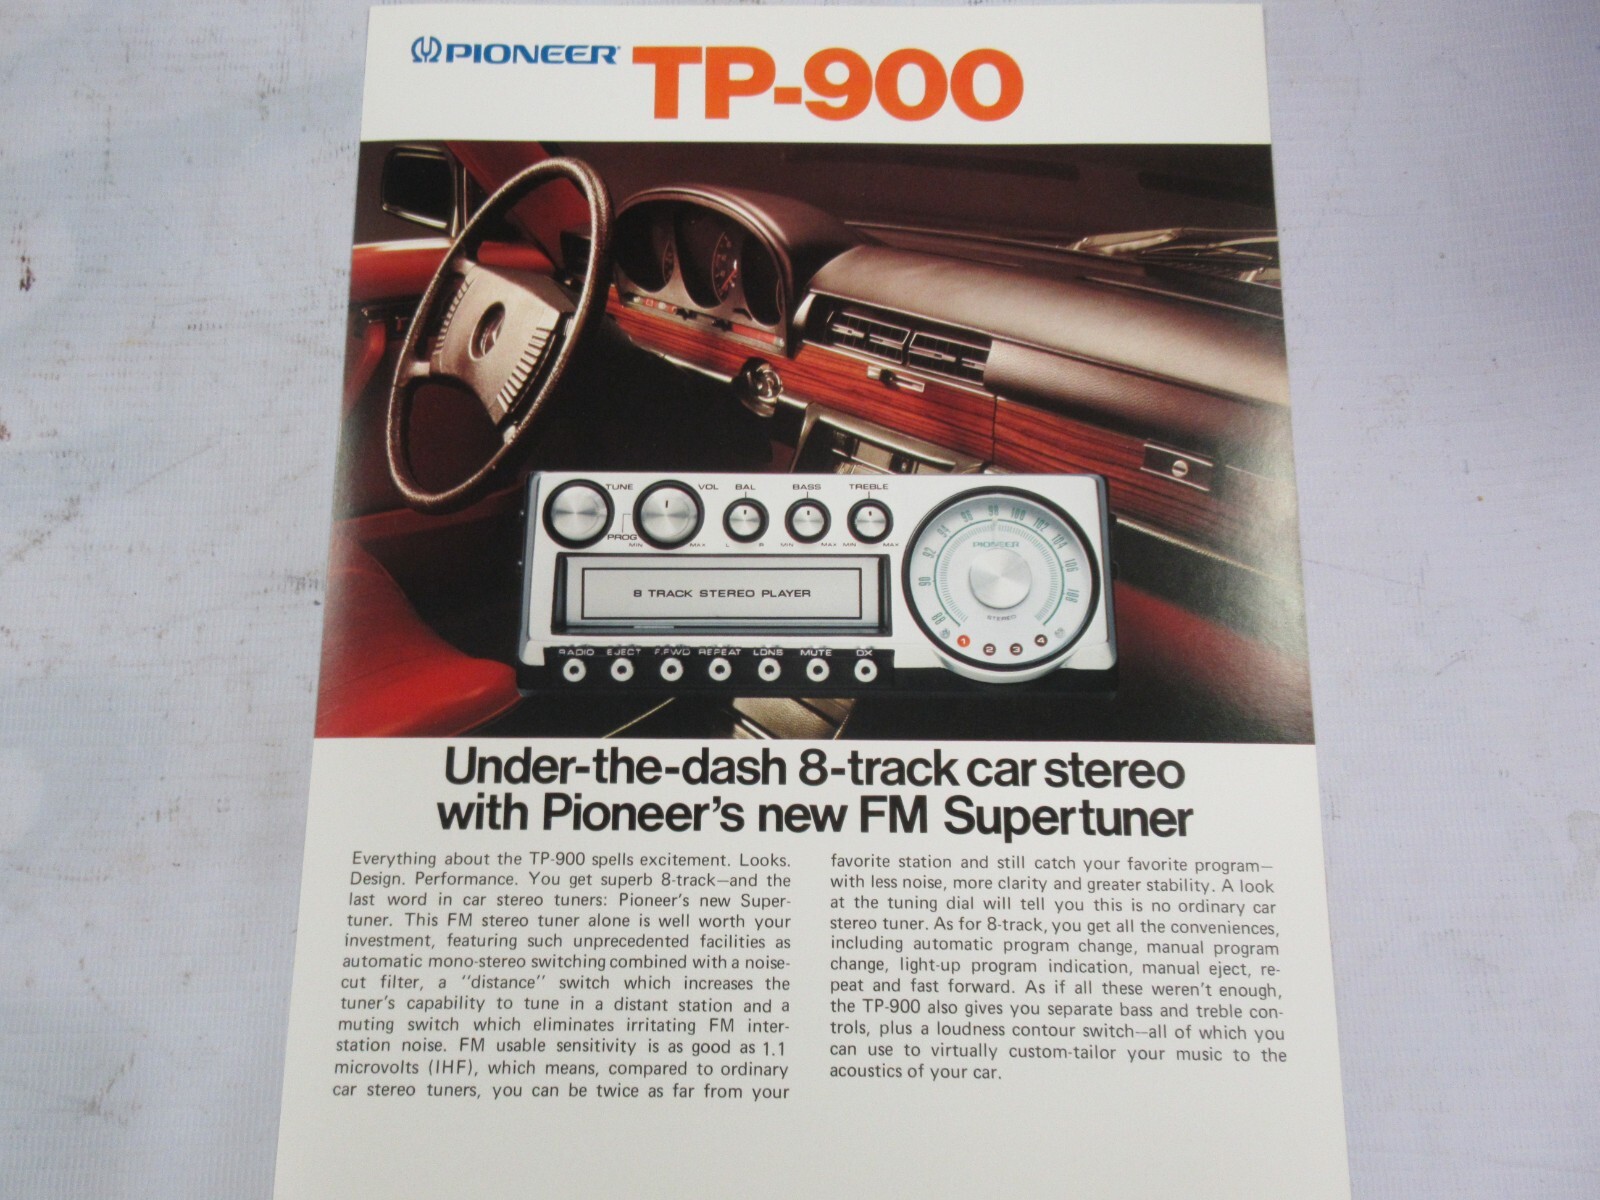 PIONEER TP-900
TUNE VOL BAL BASS TREBLE
PROG
MIN MAX L R MIN MAX MIN MAX
8 TRACK STEREO PLAYER
88 90 92 94 96 98 100 102 104 106 108
PIONEER
STEREO
1 2 3 4
RADIO EJECT F.FWD REPEAT LDNS MUTE DX
Under-the-dash 8-track car stereo
with Pioneer's new FM Supertuner
Everything about the TP-900 spells excitement. Looks.
Design. Performance. You get superb 8-track—and the
last word in car stereo tuners: Pioneer's new Super-
tuner. This FM stereo tuner alone is well worth your
investment, featuring such unprecedented facilities as
automatic mono-stereo switching combined with a noise-
cut filter, a "distance" switch which increases the
tuner's capability to tune in a distant station and a
muting switch which eliminates irritating FM inter-
station noise. FM usable sensitivity is as good as 1.1
microvolts (IHF), which means, compared to ordinary
car stereo tuners, you can be twice as far from your
favorite station and still catch your favorite program—
with less noise, more clarity and greater stability. A look
at the tuning dial will tell you this is no ordinary car
stereo tuner. As for 8-track, you get all the conveniences,
including automatic program change, manual program
change, light-up program indication, manual eject, re-
peat and fast forward. As if all these weren't enough,
the TP-900 also gives you separate bass and treble con-
trols, plus a loudness contour switch—all of which you
can use to virtually custom-tailor your music to the
acoustics of your car.